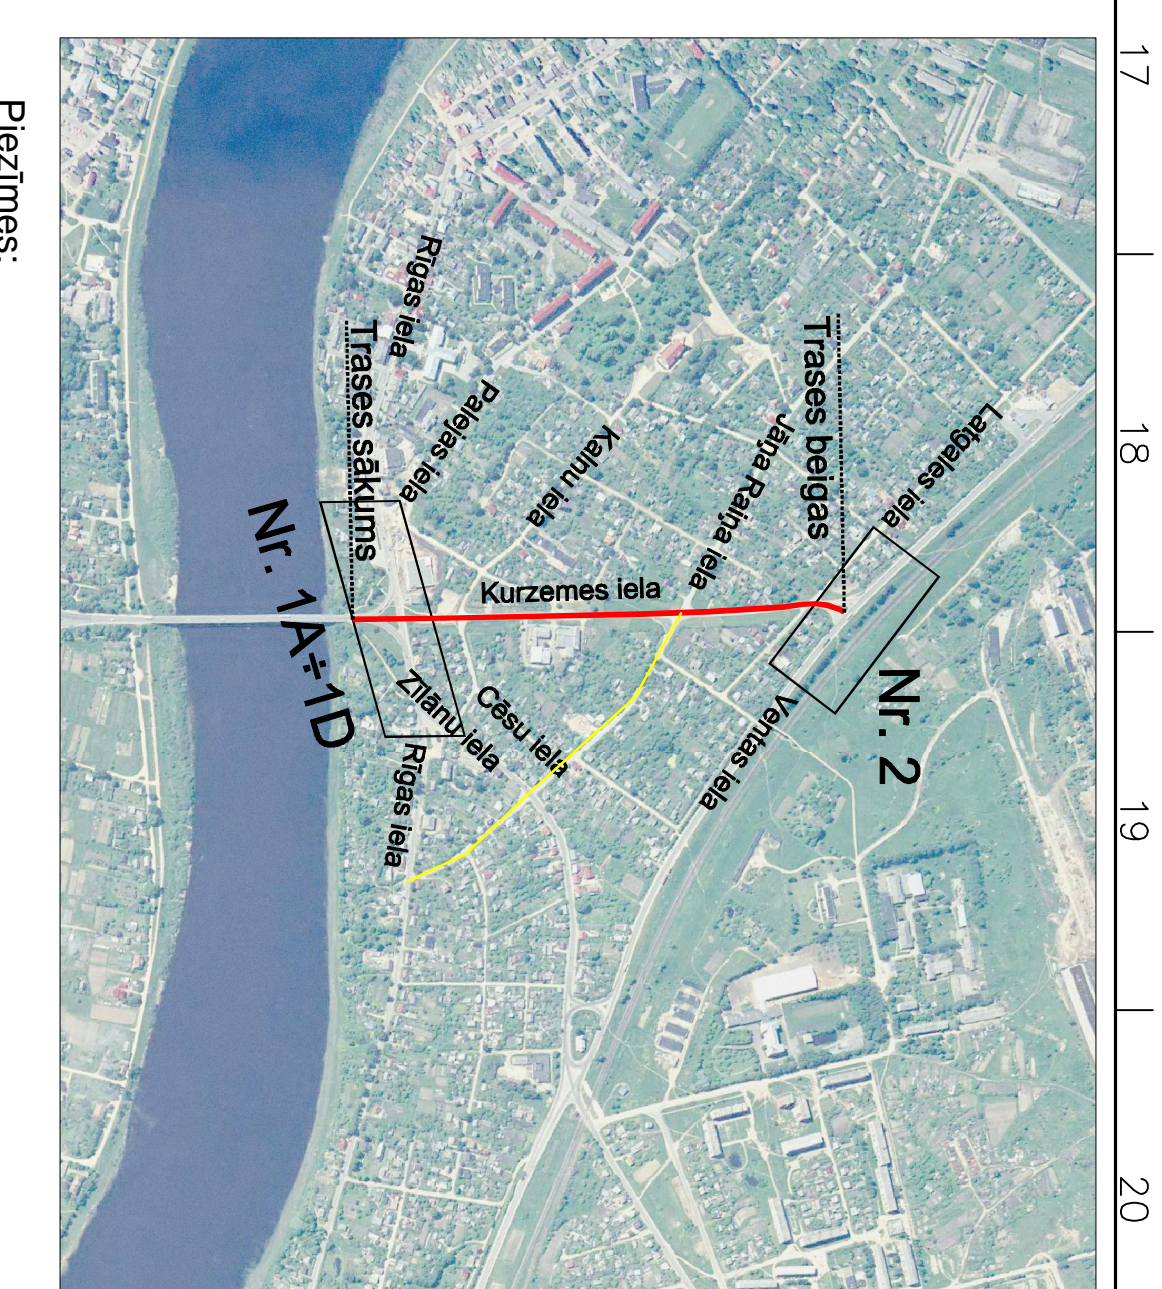 17
18
19
20
Piezīmes:
Rīgas iela
Trases sākums
Palejas iela
Kalnu iela
Jāņa Raiņa iela
Trases beigas
Latgales iela
Kurzemes iela
Nr. 1A÷1D
Nr. 2
Zīlānu iela
Cēsu iela
Rīgas iela
Ventas iela